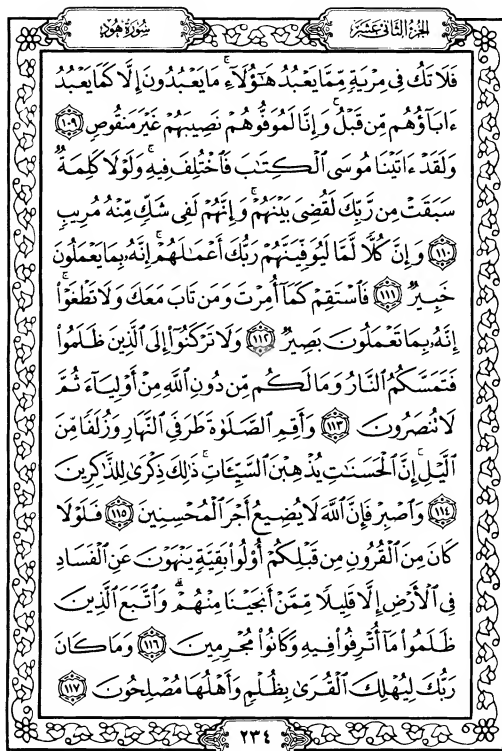 الجزء الثاني عشر
سورة هود
فَلَا تَكُ فِي مِرْيَةٍ مِّمَّا يَعْبُدُ هَٰٓؤُلَآءِ ۚ مَا يَعْبُدُونَ إِلَّا كَمَا يَعْبُدُ
ءَابَآؤُهُم مِّن قَبْلُ ۚ وَإِنَّا لَمُوَفُّوهُمْ نَصِيبَهُمْ غَيْرَ مَنقُوصٍ ١٠٩
وَلَقَدْ ءَاتَيْنَا مُوسَى ٱلْكِتَٰبَ فَٱخْتُلِفَ فِيهِ ۚ وَلَوْلَا كَلِمَةٌ
سَبَقَتْ مِن رَّبِّكَ لَقُضِىَ بَيْنَهُمْ ۚ وَإِنَّهُمْ لَفِى شَكٍّ مِّنْهُ مُرِيبٍ
١١٠ وَإِنَّ كُلًّا لَّمَّا لَيُوَفِّيَنَّهُمْ رَبُّكَ أَعْمَٰلَهُمْ ۚ إِنَّهُۥ بِمَا يَعْمَلُونَ
خَبِيرٌ ١١١ فَٱسْتَقِمْ كَمَآ أُمِرْتَ وَمَن تَابَ مَعَكَ وَلَا تَطْغَوْا۟ ۚ
إِنَّهُۥ بِمَا تَعْمَلُونَ بَصِيرٌ ١١٢ وَلَا تَرْكَنُوٓا۟ إِلَى ٱلَّذِينَ ظَلَمُوا۟
فَتَمَسَّكُمُ ٱلنَّارُ وَمَا لَكُم مِّن دُونِ ٱللَّهِ مِنْ أَوْلِيَآءَ ثُمَّ
لَا تُنصَرُونَ ١١٣ وَأَقِمِ ٱلصَّلَوٰةَ طَرَفَىِ ٱلنَّهَارِ وَزُلَفًا مِّنَ
ٱلَّيْلِ ۚ إِنَّ ٱلْحَسَنَٰتِ يُذْهِبْنَ ٱلسَّيِّـَٔاتِ ۚ ذَٰلِكَ ذِكْرَىٰ لِلذَّٰكِرِينَ
١١٤ وَٱصْبِرْ فَإِنَّ ٱللَّهَ لَا يُضِيعُ أَجْرَ ٱلْمُحْسِنِينَ ١١٥ فَلَوْلَا
كَانَ مِنَ ٱلْقُرُونِ مِن قَبْلِكُمْ أُو۟لُوا۟ بَقِيَّةٍ يَنْهَوْنَ عَنِ ٱلْفَسَادِ
فِى ٱلْأَرْضِ إِلَّا قَلِيلًا مِّمَّنْ أَنجَيْنَا مِنْهُمْ ۗ وَٱتَّبَعَ ٱلَّذِينَ
ظَلَمُوا۟ مَآ أُتْرِفُوا۟ فِيهِ وَكَانُوا۟ مُجْرِمِينَ ١١٦ وَمَا كَانَ
رَبُّكَ لِيُهْلِكَ ٱلْقُرَىٰ بِظُلْمٍ وَأَهْلُهَا مُصْلِحُونَ ١١٧
٢٣٤